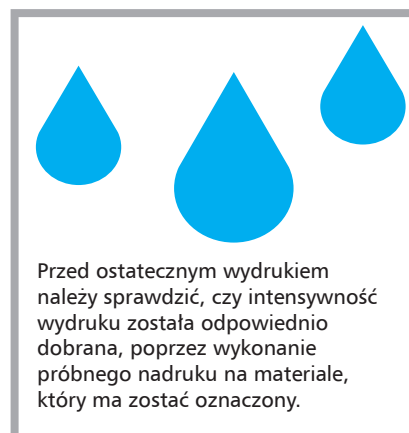 Przed ostatecznym wydrukiem
należy sprawdzić, czy intensywność
wydruku została odpowiednio
dobrana, poprzez wykonanie
próbnego nadruku na materiale,
który ma zostać oznaczony.